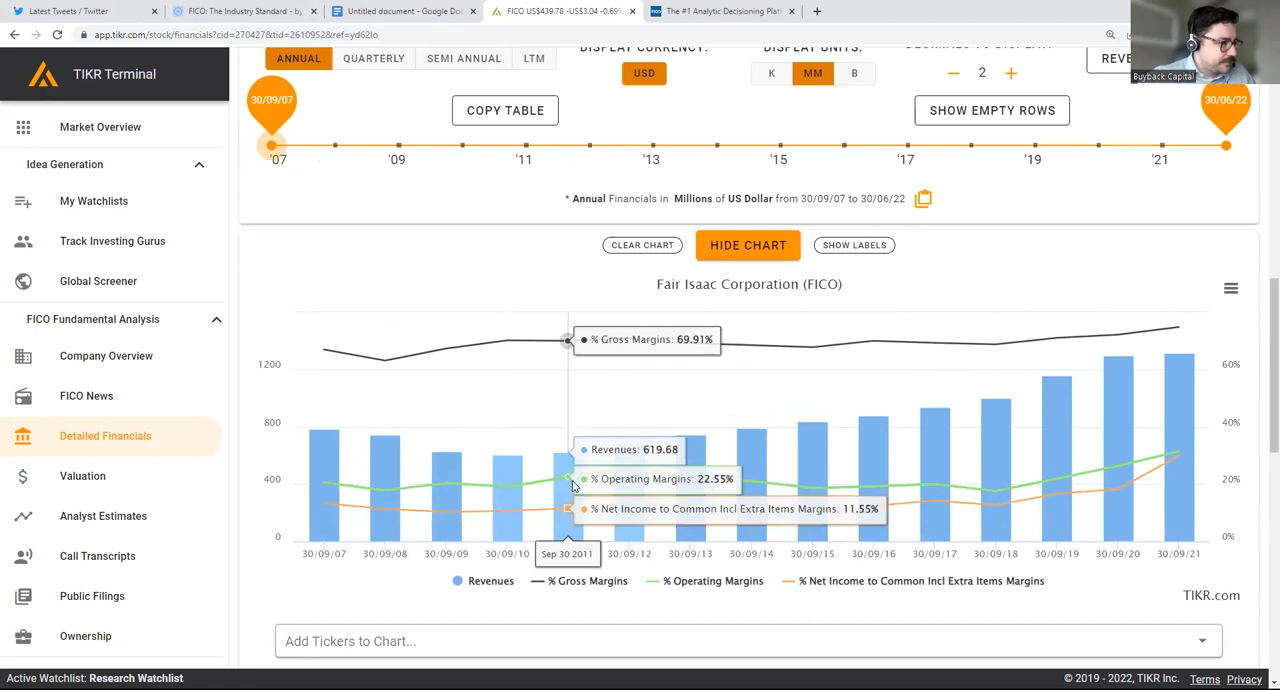 Latest Tweets / Twitter
FICO: The Industry Standard - by
Untitled document - Google Do
FICO US$439.78 -US$3.04 -0.69%
The #1 Analytic Decisioning Plat
app.tikr.com/stock/financials?cid=270427&tid=2610952&ref=yd62lo
Buyback Capital
TIKR Terminal
Market Overview
Idea Generation
My Watchlists
Track Investing Gurus
Global Screener
FICO Fundamental Analysis
Company Overview
FICO News
Detailed Financials
Valuation
Analyst Estimates
Call Transcripts
Public Filings
Ownership
DISPLAY CURRENCY:
DISPLAY UNITS:
ANNUAL QUARTERLY SEMI ANNUAL LTM
USD
K MM B
2
REVE
30/09/07
30/06/22
COPY TABLE
SHOW EMPTY ROWS
'07 '09 '11 '13 '15 '17 '19 '21
* Annual Financials in Millions of US Dollar from 30/09/07 to 30/06/22
CLEAR CHART
HIDE CHART
SHOW LABELS
Fair Isaac Corporation (FICO)
% Gross Margins: 69.91%
1200 60%
800 40%
Revenues: 619.68
400 20%
% Operating Margins: 22.55%
% Net Income to Common Incl Extra Items Margins: 11.55%
0 0%
30/09/07 30/09/08 30/09/09 30/09/10 Sep 30 2011 30/09/12 30/09/13 30/09/14 30/09/15 30/09/16 30/09/17 30/09/18 30/09/19 30/09/20 30/09/21
Revenues % Gross Margins % Operating Margins % Net Income to Common Incl Extra Items Margins
TIKR.com
Add Tickers to Chart...
Active Watchlist: Research Watchlist
© 2019 - 2022, TIKR Inc. Terms Privacy